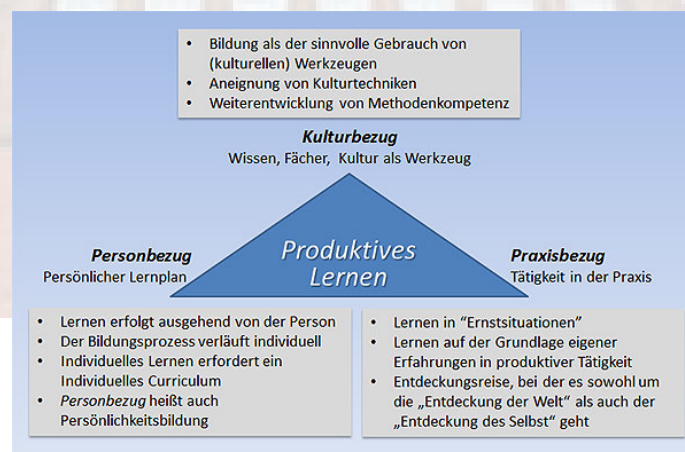 • Bildung als der sinnvolle Gebrauch von
(kulturellen) Werkzeugen
• Aneignung von Kulturtechniken
• Weiterentwicklung von Methodenkompetenz
Kulturbezug
Wissen, Fächer, Kultur als Werkzeug
Produktives
Lernen
Personbezug
Persönlicher Lernplan
Praxisbezug
Tätigkeit in der Praxis
• Lernen erfolgt ausgehend von der Person
• Der Bildungsprozess verläuft individuell
• Individuelles Lernen erfordert ein
Individuelles Curriculum
• Personbezug heißt auch
Persönlichkeitsbildung
• Lernen in "Ernstsituationen"
• Lernen auf der Grundlage eigener
Erfahrungen in produktiver Tätigkeit
• Entdeckungsreise, bei der es sowohl um
die „Entdeckung der Welt" als auch der
„Entdeckung des Selbst" geht